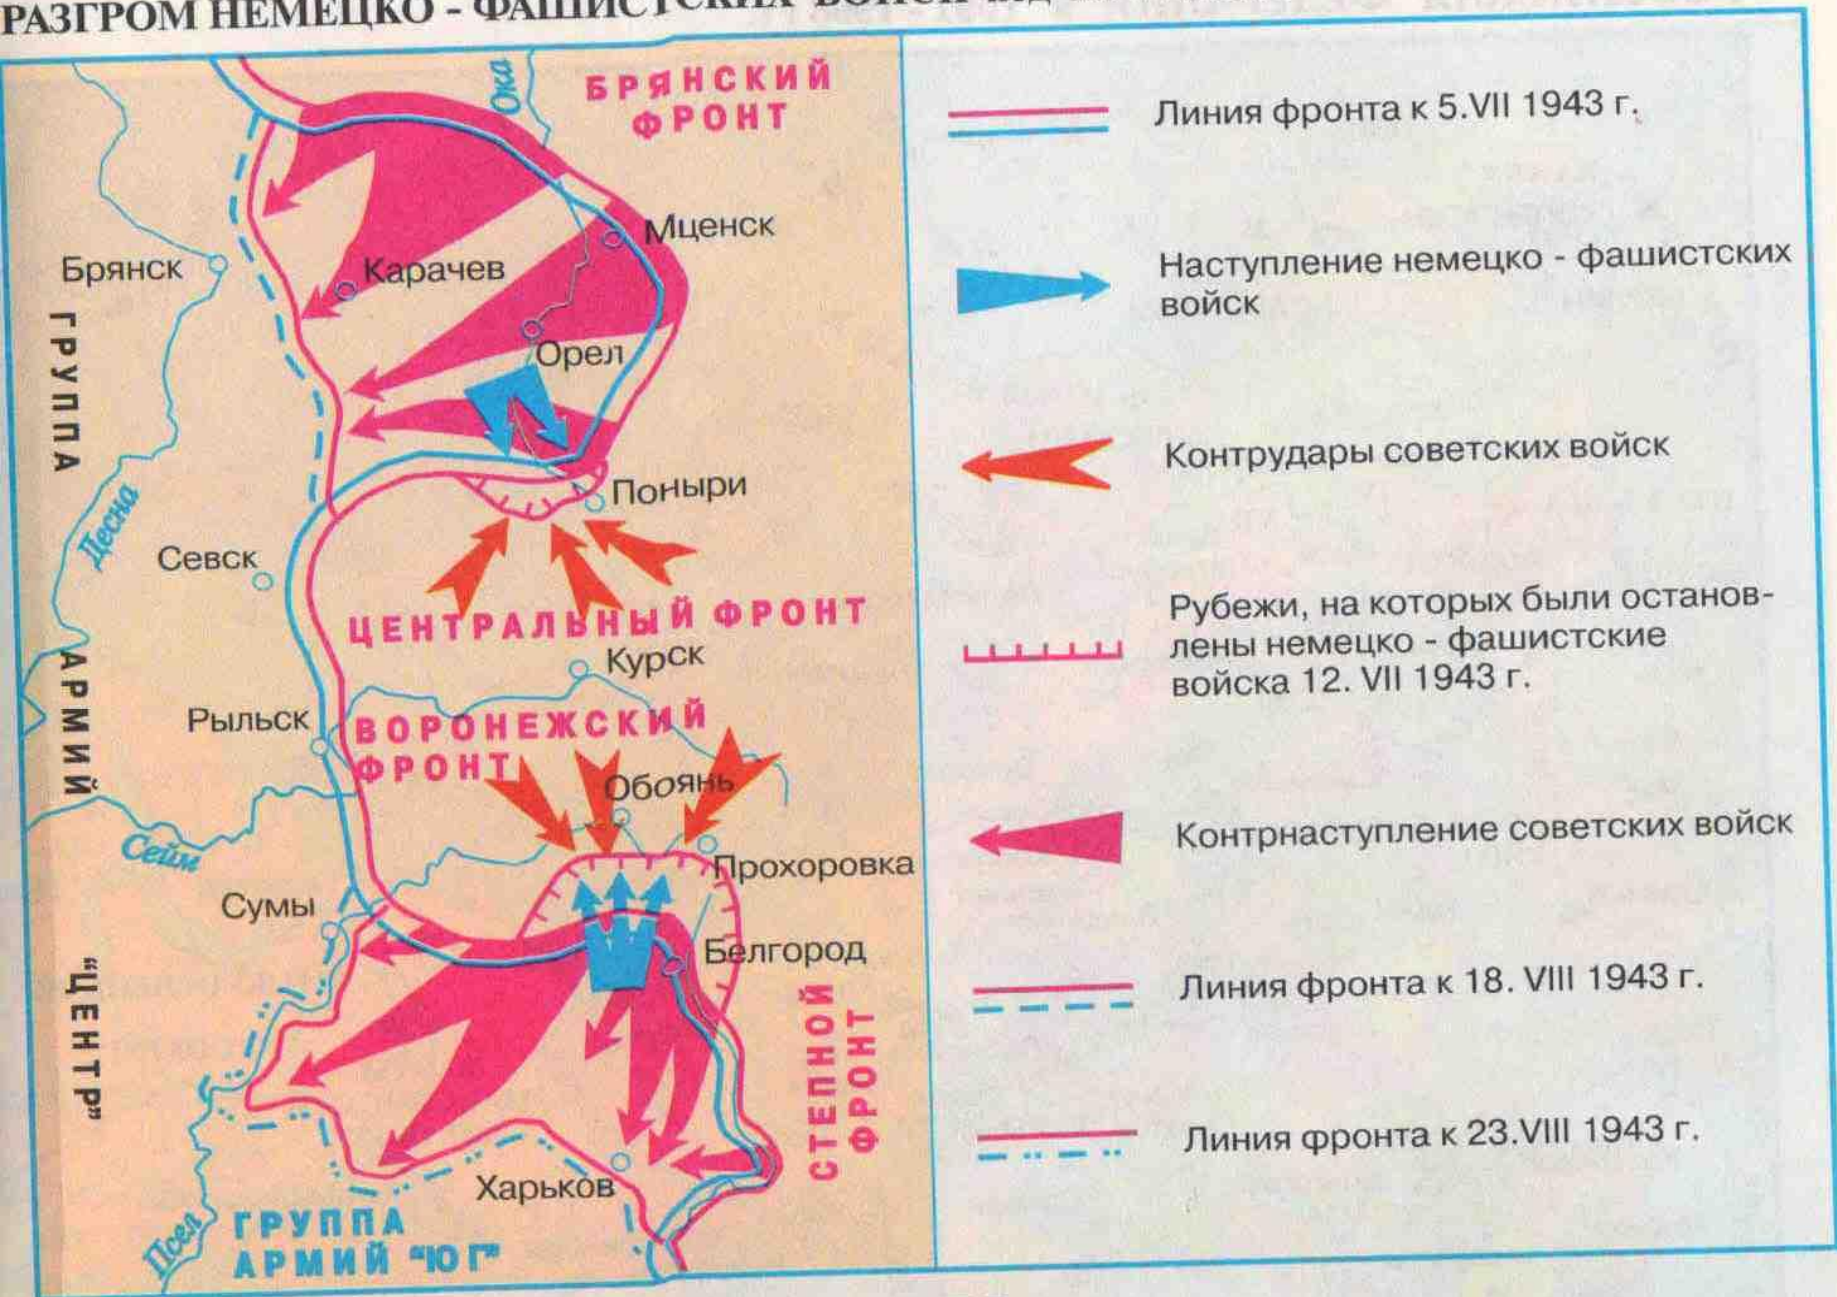 РАЗГРОМ НЕМЕЦКО - ФАШИСТСКИХ ВОЙСК
БРЯНСКИЙ
ФРОНТ
Ока
Мценск
Брянск
Карачев
Орел
ГРУППА
АРМИЙ
"ЦЕНТР"
Поныри
Десна
Севск
ЦЕНТРАЛЬНЫЙ ФРОНТ
Курск
Рыльск
ВОРОНЕЖСКИЙ
ФРОНТ
Обоянь
Сейм
Прохоровка
Сумы
Белгород
СТЕПНОЙ
ФРОНТ
Харьков
Псел
ГРУППА
АРМИЙ "ЮГ"
Линия фронта к 5.VII 1943 г.
Наступление немецко - фашистских
войск
Контрудары советских войск
Рубежи, на которых были останов-
лены немецко - фашистские
войска 12. VII 1943 г.
Контрнаступление советских войск
Линия фронта к 18. VIII 1943 г.
Линия фронта к 23.VIII 1943 г.